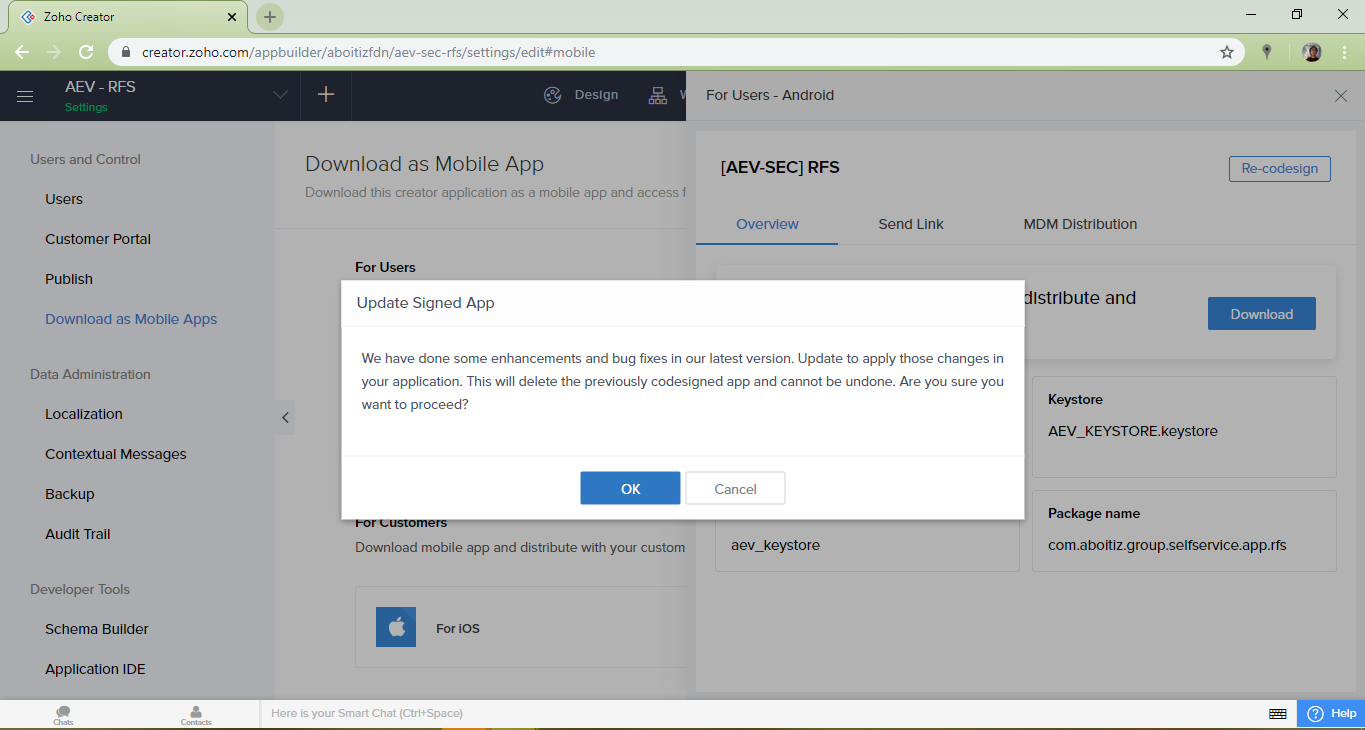 Zoho Creator
creator.zoho.com/appbuilder/aboitizfdn/aev-sec-rfs/settings/edit#mobile
AEV - RFS
Settings
Design
W
For Users - Android
Users and Control
Users
Customer Portal
Publish
Download as Mobile Apps
Data Administration
Localization
Contextual Messages
Backup
Audit Trail
Developer Tools
Schema Builder
Application IDE
Download as Mobile App
Download this creator application as a mobile app and access f
For Users
For Customers
Download mobile app and distribute with your custom
For iOS
[AEV-SEC] RFS
Re-codesign
Overview
Send Link
MDM Distribution
distribute and
Download
Keystore
AEV_KEYSTORE.keystore
aev_keystore
Package name
com.aboitiz.group.selfservice.app.rfs
Update Signed App
We have done some enhancements and bug fixes in our latest version. Update to apply those changes in
your application. This will delete the previously codesigned app and cannot be undone. Are you sure you
want to proceed?
OK
Cancel
Chats
Contacts
Here is your Smart Chat (Ctrl+Space)
Help